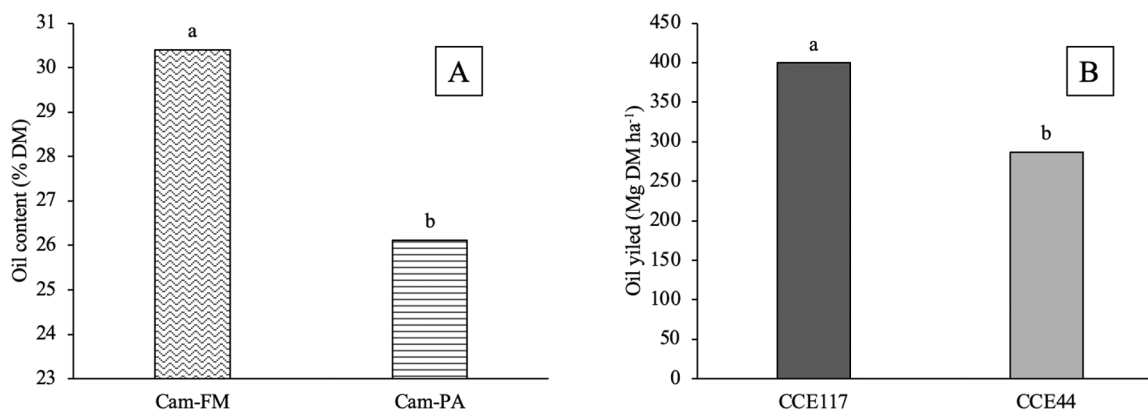 Oil content (% DM)
31
30
29
28
27
26
25
24
23
a
b
A
Cam-FM Cam-PA
Oil yiled (Mg DM ha⁻¹)
450
400
350
300
250
200
150
100
50
0
a
b
B
CCE117 CCE44